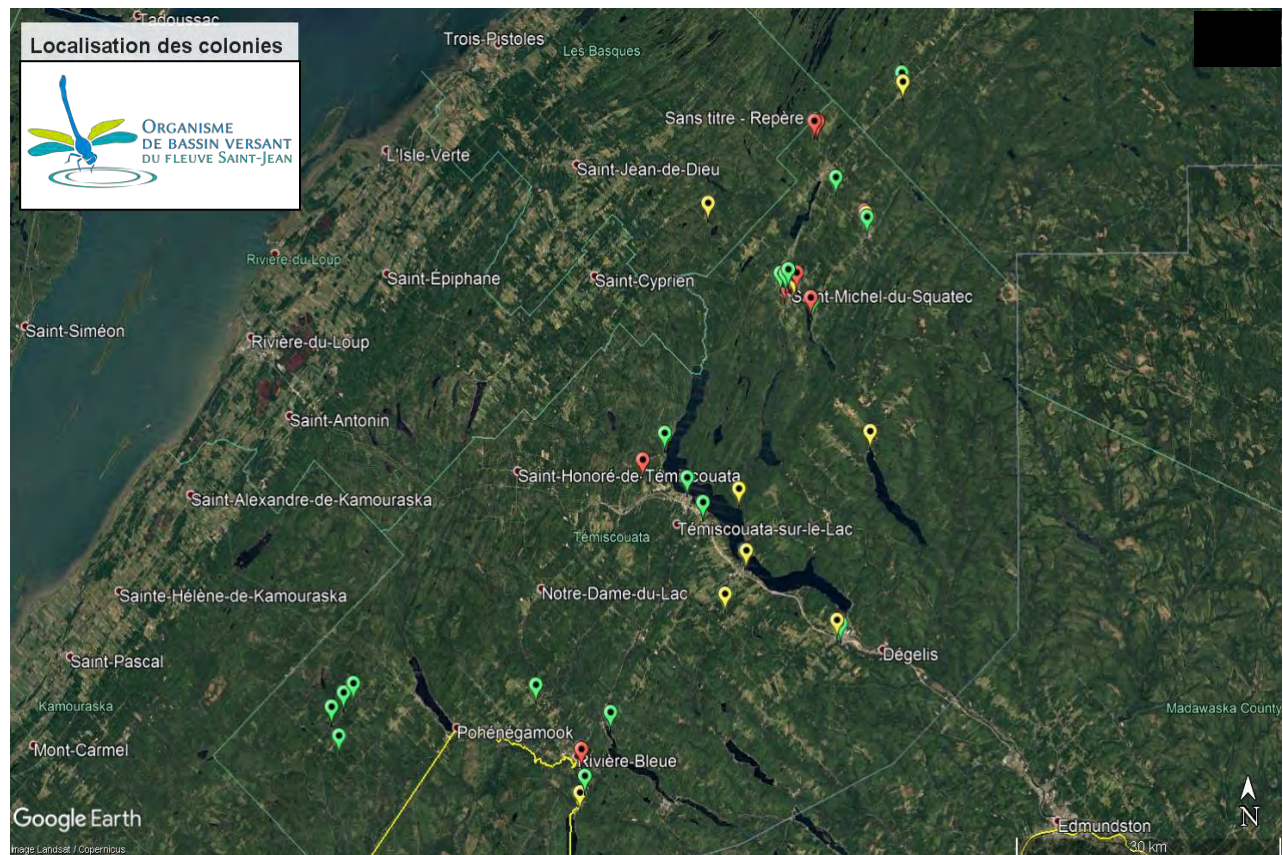 Tadoussac
Localisation des colonies
Trois-Pistoles
Les Basques
ORGANISME
DE BASSIN VERSANT
DU FLEUVE SAINT-JEAN
Sans titre - Repère
L'Isle-Verte
Saint-Jean-de-Dieu
Rivière-du-Loup
Saint-Épiphane
Saint-Cyprien
Saint-Michel-du-Squatec
Saint-Siméon
Rivière-du-Loup
Saint-Antonin
Saint-Honoré-de-Témiscouata
Saint-Alexandre-de-Kamouraska
Témiscouata-sur-le-Lac
Témiscouata
Sainte-Hélène-de-Kamouraska
Notre-Dame-du-Lac
Dégelis
Saint-Pascal
Kamouraska
Madawaska County
Pohénégamook
Mont-Carmel
Rivière-Bleue
Google Earth
N
Edmundston
30 km
Image Landsat / Copernicus